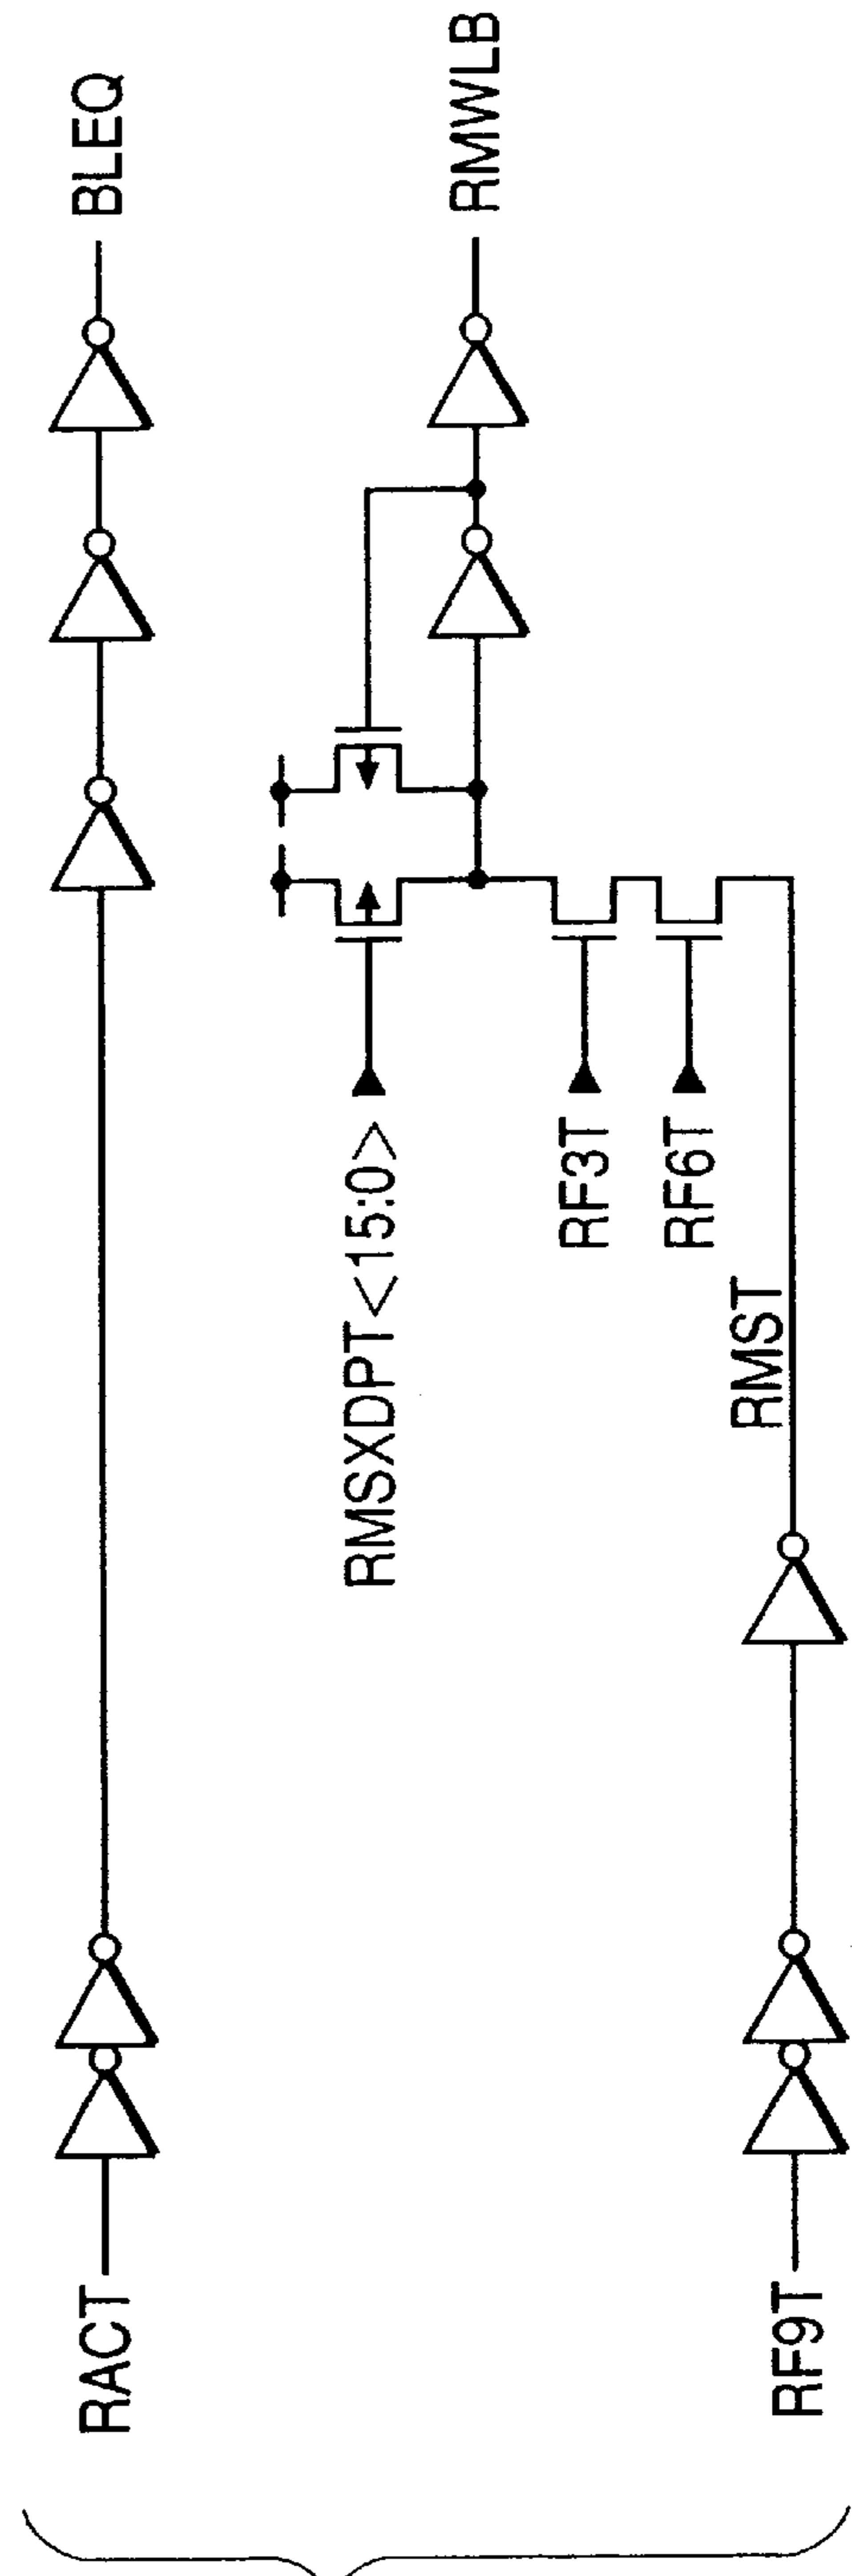 RACT
BLEQ
RMSXDPT<15:0>
RMWLB
RF3T
RF6T
RMST
RF9T